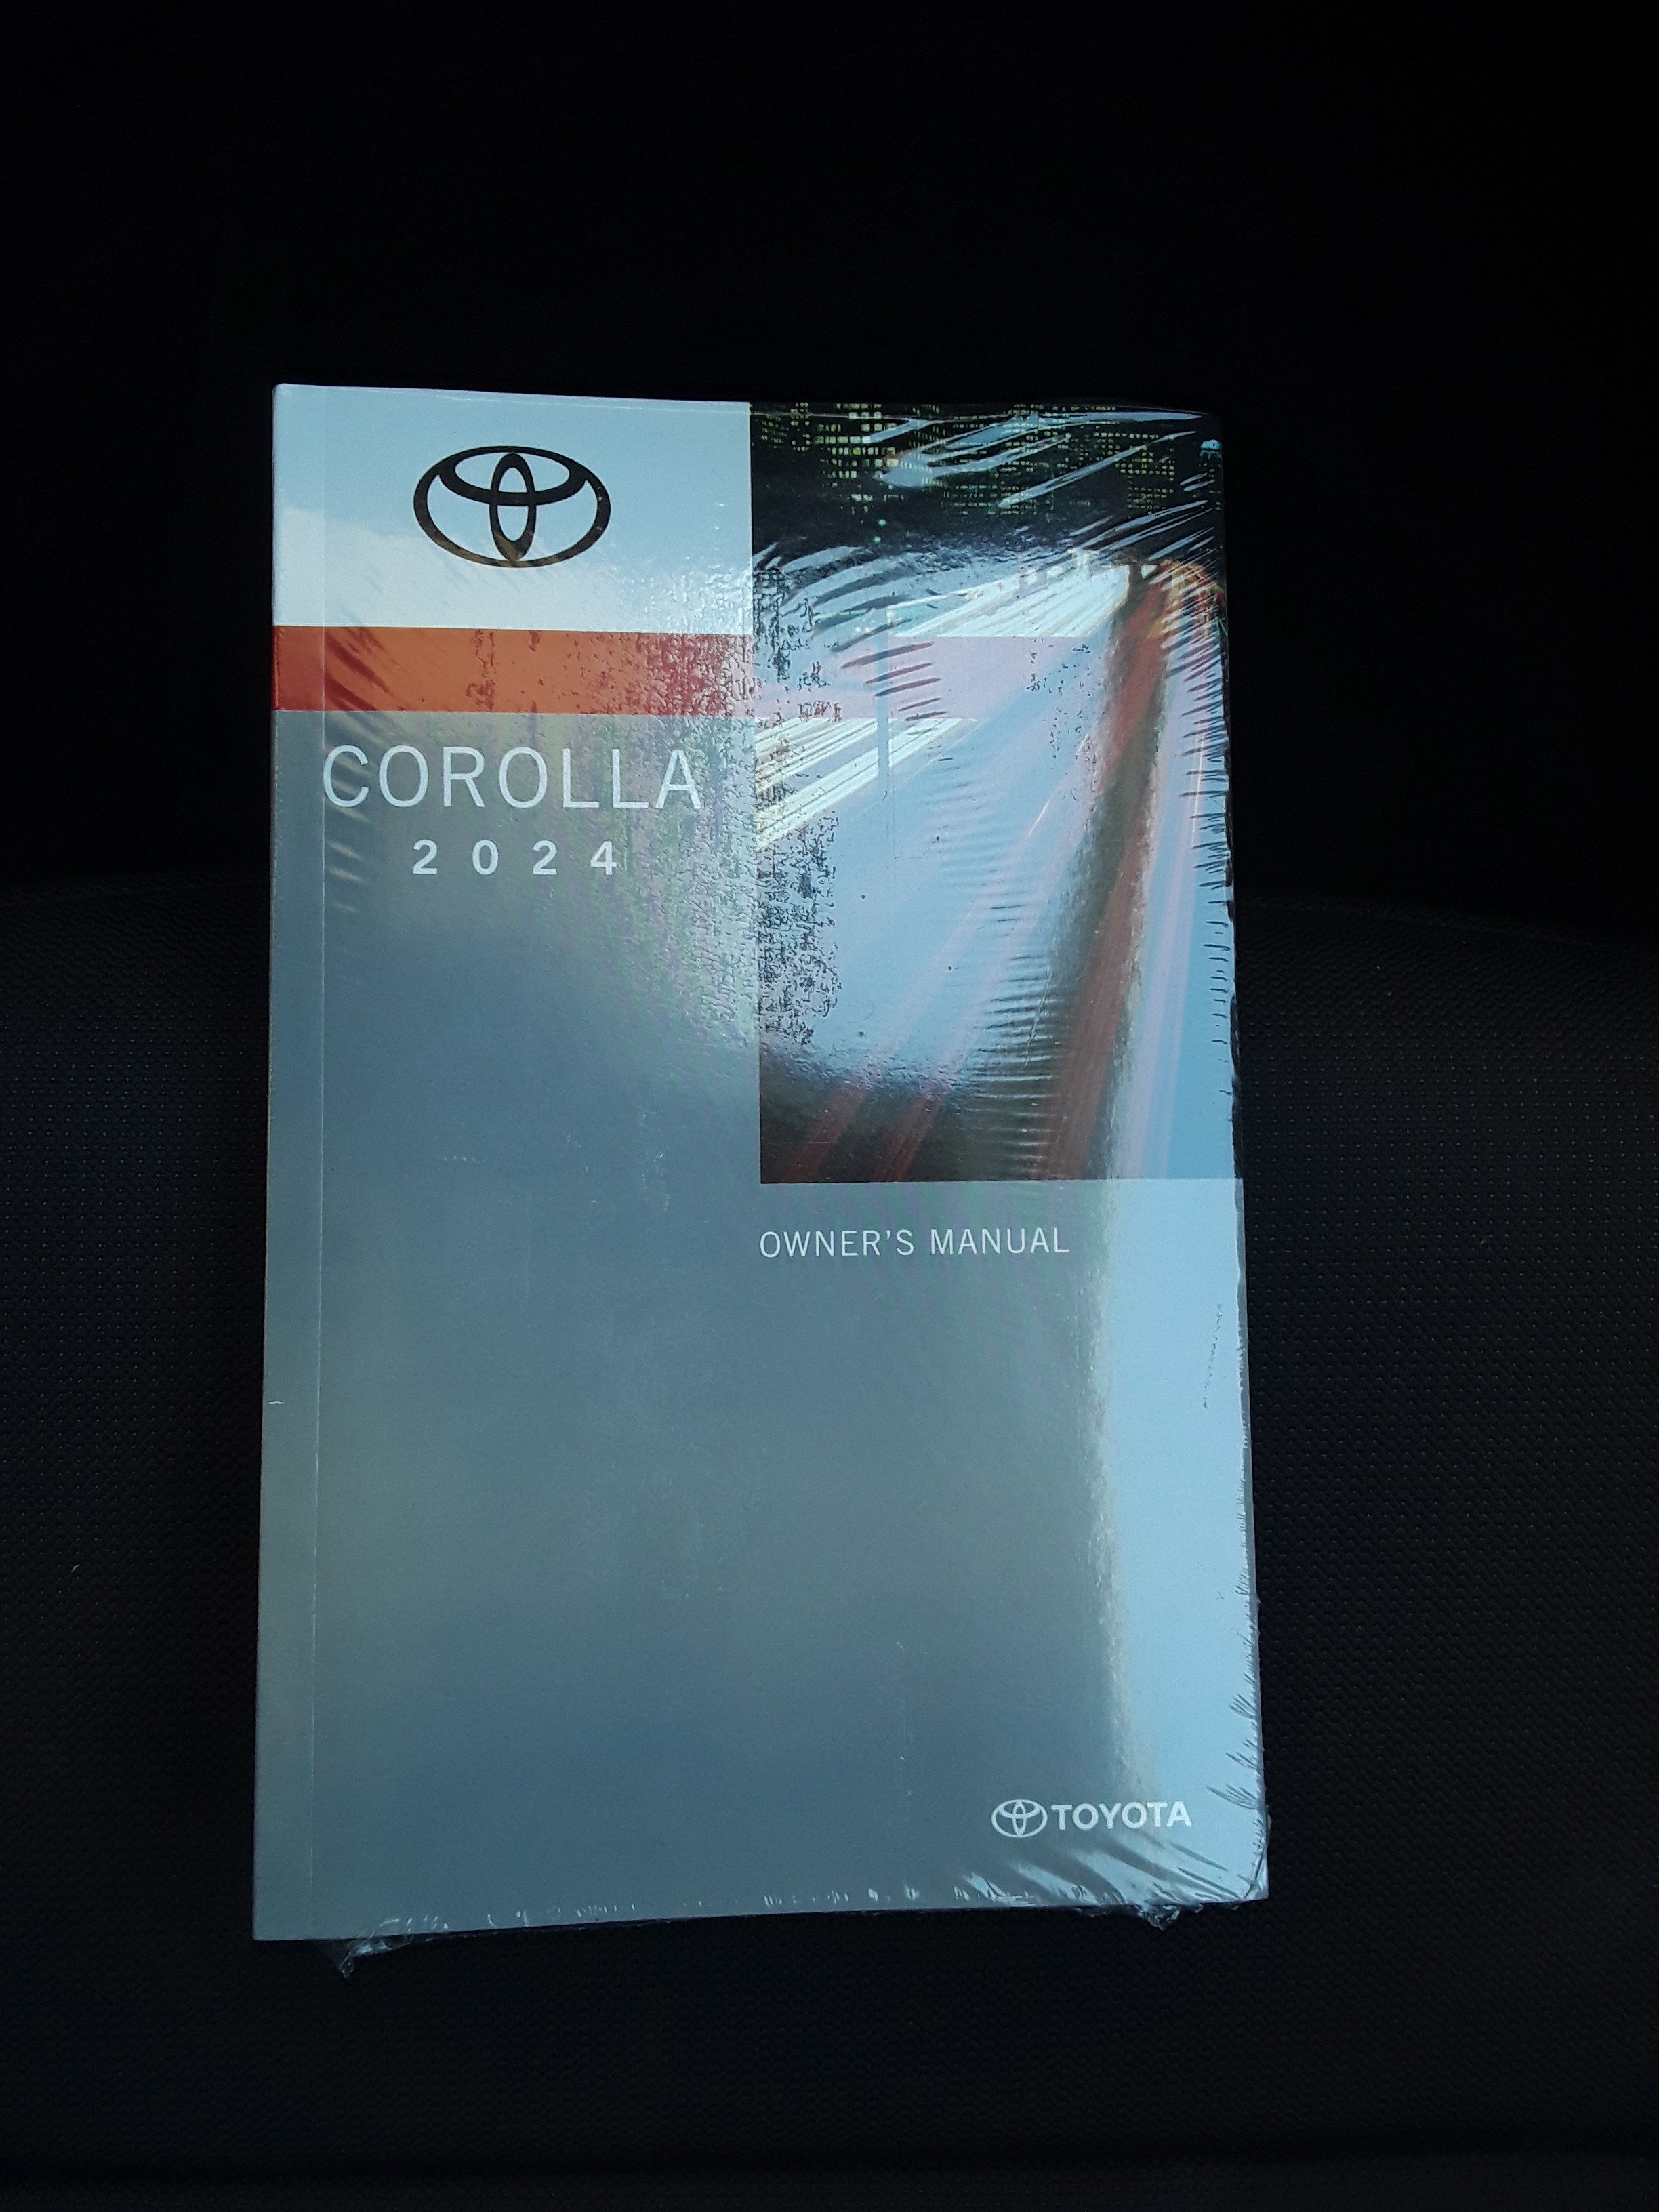 COROLLA
2024
OWNER'S MANUAL
TOYOTA